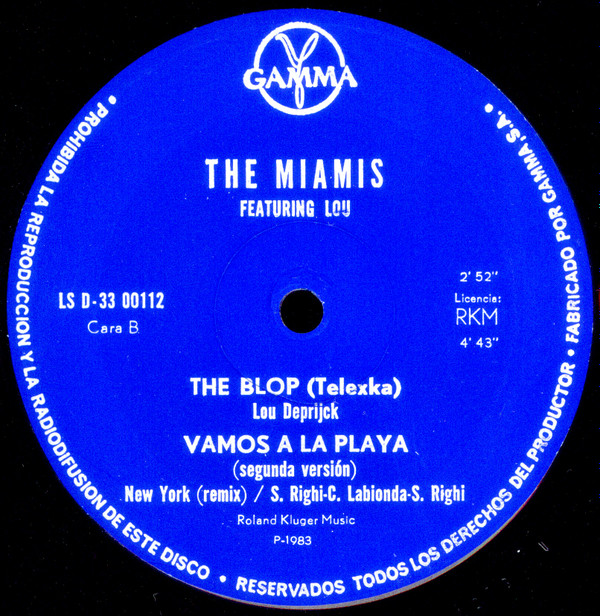 GAMMA
THE MIAMIS
FEATURING LOU
LS D-33 00112
Cara B
2' 52"
Licencia:
RKM
4' 43"
THE BLOP (Telexka)
Lou Deprijck
VAMOS A LA PLAYA
(segunda versión)
New York (remix) / S. Righi-C. Labionda-S. Righi
Roland Kluger Music
P-1983
• PROHIBIDA LA REPRODUCCION Y LA RADIODIFUSION DE ESTE DISCO • RESERVADOS TODOS LOS DERECHOS DEL PRODUCTOR • FABRICADO POR GAMMA, S.A. •